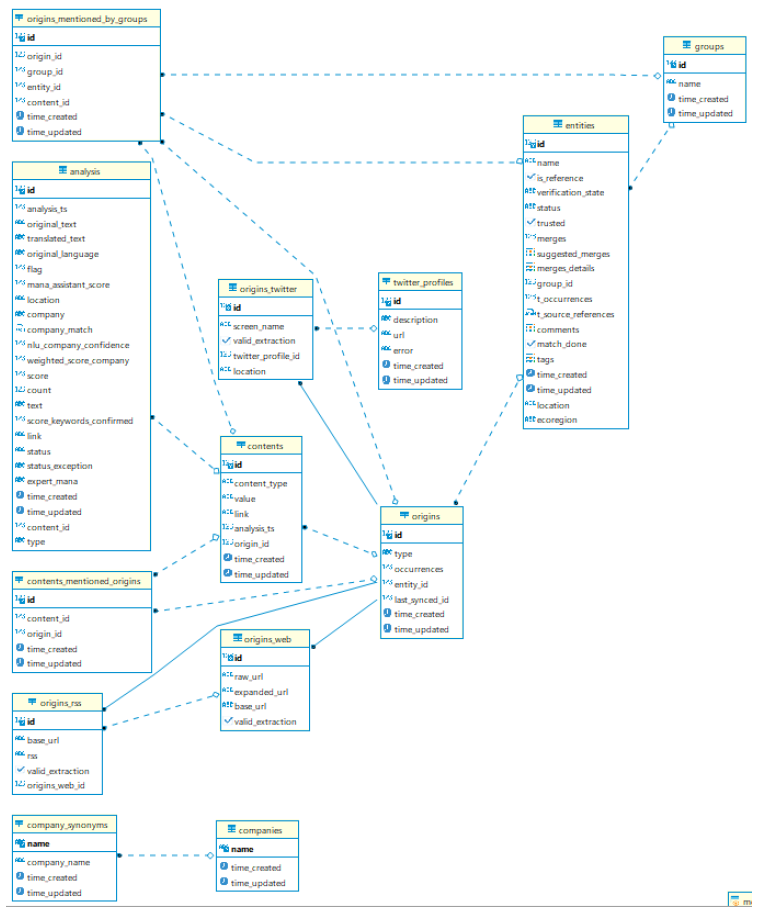 origins_mentioned_by_groups
id
origin_id
group_id
entity_id
content_id
time_created
time_updated
groups
id
name
time_created
time_updated
entities
id
name
is_reference
verification_state
status
trusted
merges
suggested_merges
merges_details
group_id
t_occurrences
t_source_references
comments
match_done
tags
time_created
time_updated
location
ecoregion
analysis
id
analysis_ts
original_text
translated_text
original_language
flag
mana_assistant_score
location
company
company_match
nlu_company_confidence
weighted_score_company
score
count
text
score_keywords_confirmed
link
status
status_exception
expert_mana
time_created
time_updated
content_id
type
origins_twitter
id
screen_name
valid_extraction
twitter_profile_id
location
twitter_profiles
id
description
url
error
time_created
time_updated
contents
id
content_type
value
link
analysis_ts
origin_id
time_created
time_updated
origins
id
type
occurrences
entity_id
last_synced_id
time_created
time_updated
contents_mentioned_origins
id
content_id
origin_id
time_created
time_updated
origins_web
id
raw_url
expanded_url
base_url
valid_extraction
origins_rss
id
base_url
rss
valid_extraction
origins_web_id
company_synonyms
name
company_name
time_created
time_updated
companies
name
time_created
time_updated